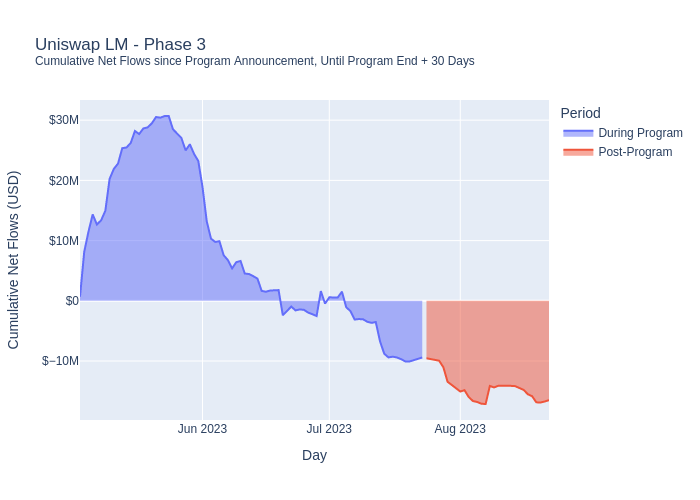 Uniswap LM - Phase 3
Cumulative Net Flows since Program Announcement, Until Program End + 30 Days
Period
During Program
Post-Program
Cumulative Net Flows (USD)
$30M
$20M
$10M
$0
$−10M
Jun 2023
Jul 2023
Aug 2023
Day